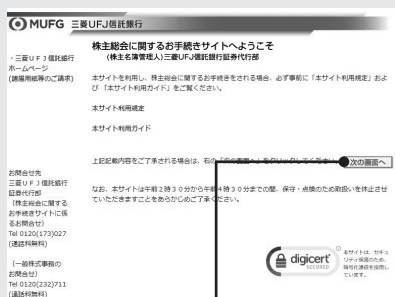 MUFG 三菱UFJ信託銀行
・三菱ＵＦＪ信託銀行
ホームページ
(諸届用紙等のご請求)
お問合せ先
三菱ＵＦＪ信託銀行
証券代行部
(株主総会に関する
お手続きサイトに係
るお問合せ)
Tel 0120(173)027
(通話料無料)
(一般株式事務の
お問合せ)
Tel 0120(232)711
(通話料無料)
株主総会に関するお手続きサイトへようこそ
(株主名簿管理人)三菱UFJ信託銀行証券代行部
本サイトを利用し、株主総会に関するお手続きをされる場合、必ず事前に「本サイト利用規定」およ
び 「本サイト利用ガイド」をご覧ください。
本サイト利用規定
本サイト利用ガイド
上記記載内容をご了承される場合は、右の「次の画面へ」をクリックしてください
次の画面へ
なお、本サイトは午前２時３０分から午前４時３０分までの間、保守・点検のため取扱いを休止させ
ていただきますことをあらかじめご了承ください。
digicert
SECURED
本サイトは、セキュ
リティ保護のため、
暗号化通信を採用し
ています。